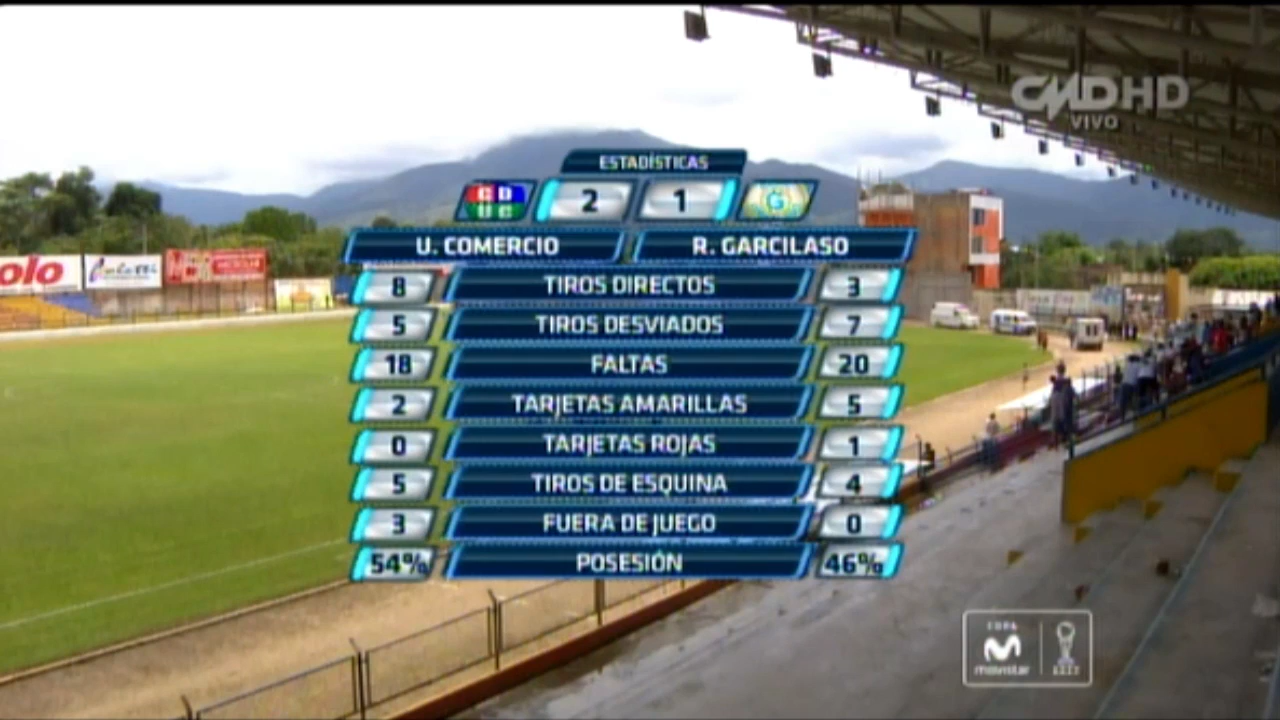 CMD HD
VIVO
ESTADÍSTICAS
CD
UC
2 1
G
U. COMERCIO R. GARCILASO
8 TIROS DIRECTOS 3
5 TIROS DESVIADOS 7
18 FALTAS 20
2 TARJETAS AMARILLAS 5
0 TARJETAS ROJAS 1
5 TIROS DE ESQUINA 4
3 FUERA DE JUEGO 0
54% POSESIÓN 46%
COPA
movistar